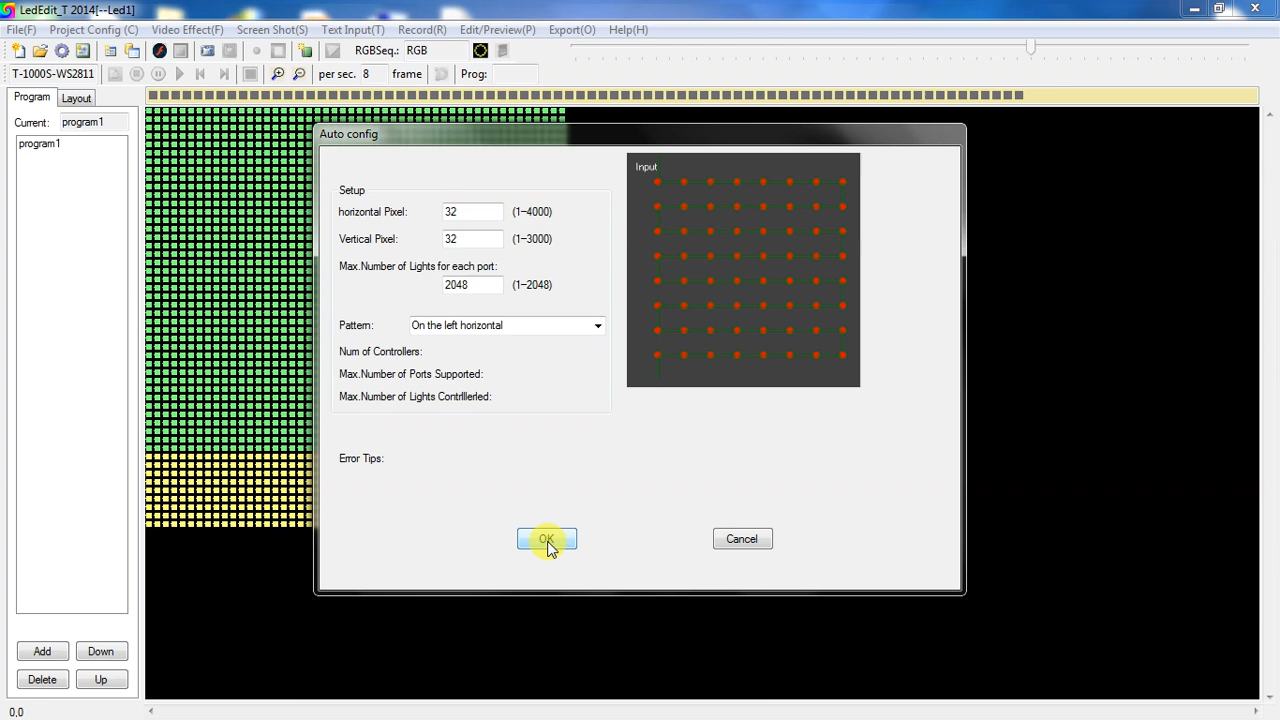 LedEdit_T 2014[--Led1]
File(F) Project Config (C) Video Effect(F) Screen Shot(S) Text Input(T) Record(R) Edit/Preview(P) Export(O) Help(H)
RGBSeq.: RGB
T-1000S-WS2811 per sec. 8 frame Prog:
Program Layout
Current: program1
program1
Auto config
Input
Setup
horizontal Pixel: 32 (1-4000)
Vertical Pixel: 32 (1-3000)
Max.Number of Lights for each port:
2048 (1-2048)
Pattern: On the left horizontal
Num of Controllers:
Max.Number of Ports Supported:
Max.Number of Lights Contrlllerled:
Error Tips:
OK Cancel
Add Down
Delete Up
0,0